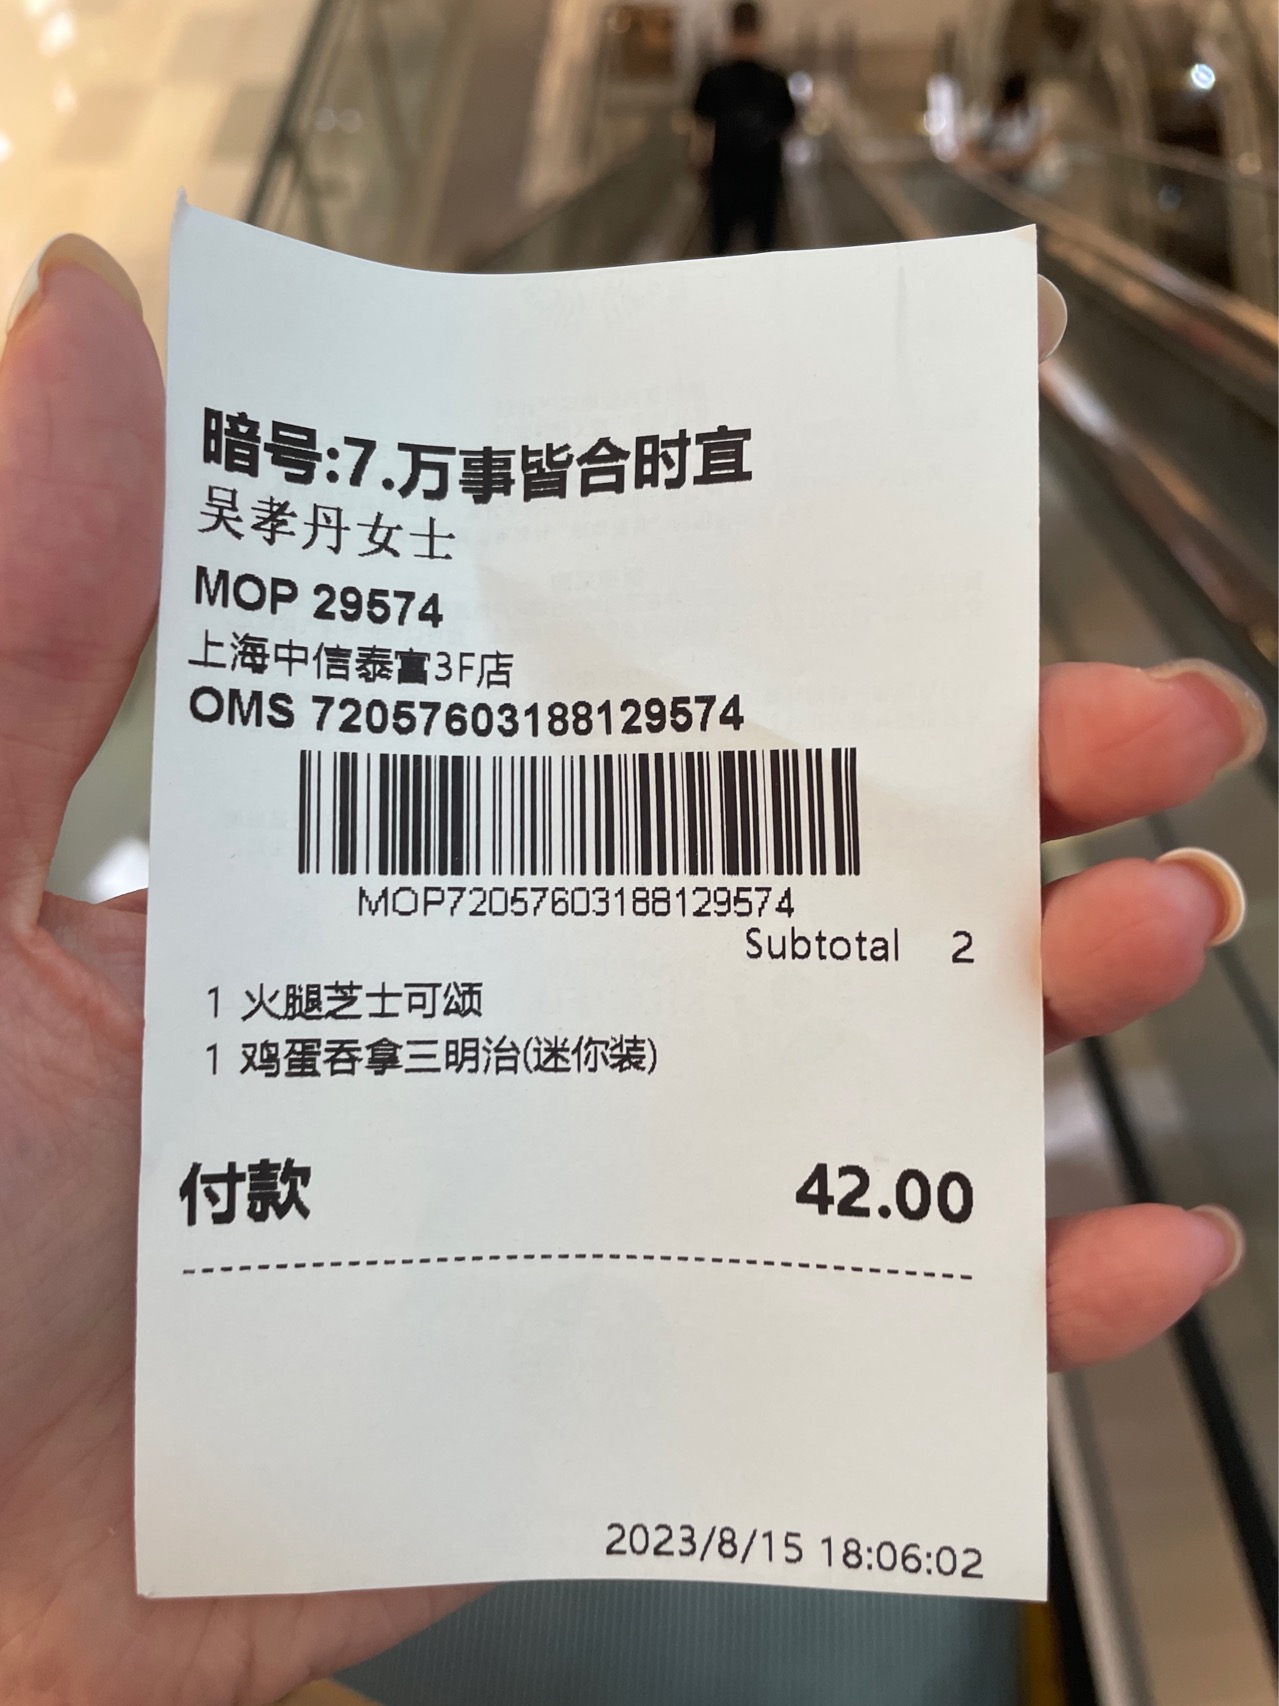 暗号:7.万事皆合时宜
吴孝丹女士
MOP 29574
上海中信泰富3F店
OMS 72057603188129574
MOP72057603188129574
Subtotal 2
1 火腿芝士可颂
1 鸡蛋吞拿三明治(迷你装)
付款 42.00
2023/8/15 18:06:02